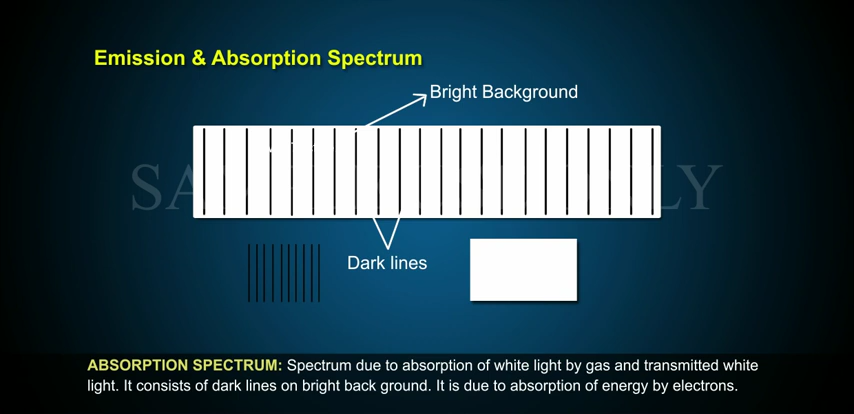 Emission & Absorption Spectrum
Bright Background
Dark lines
ABSORPTION SPECTRUM: Spectrum due to absorption of white light by gas and transmitted white
light. It consists of dark lines on bright back ground. It is due to absorption of energy by electrons.